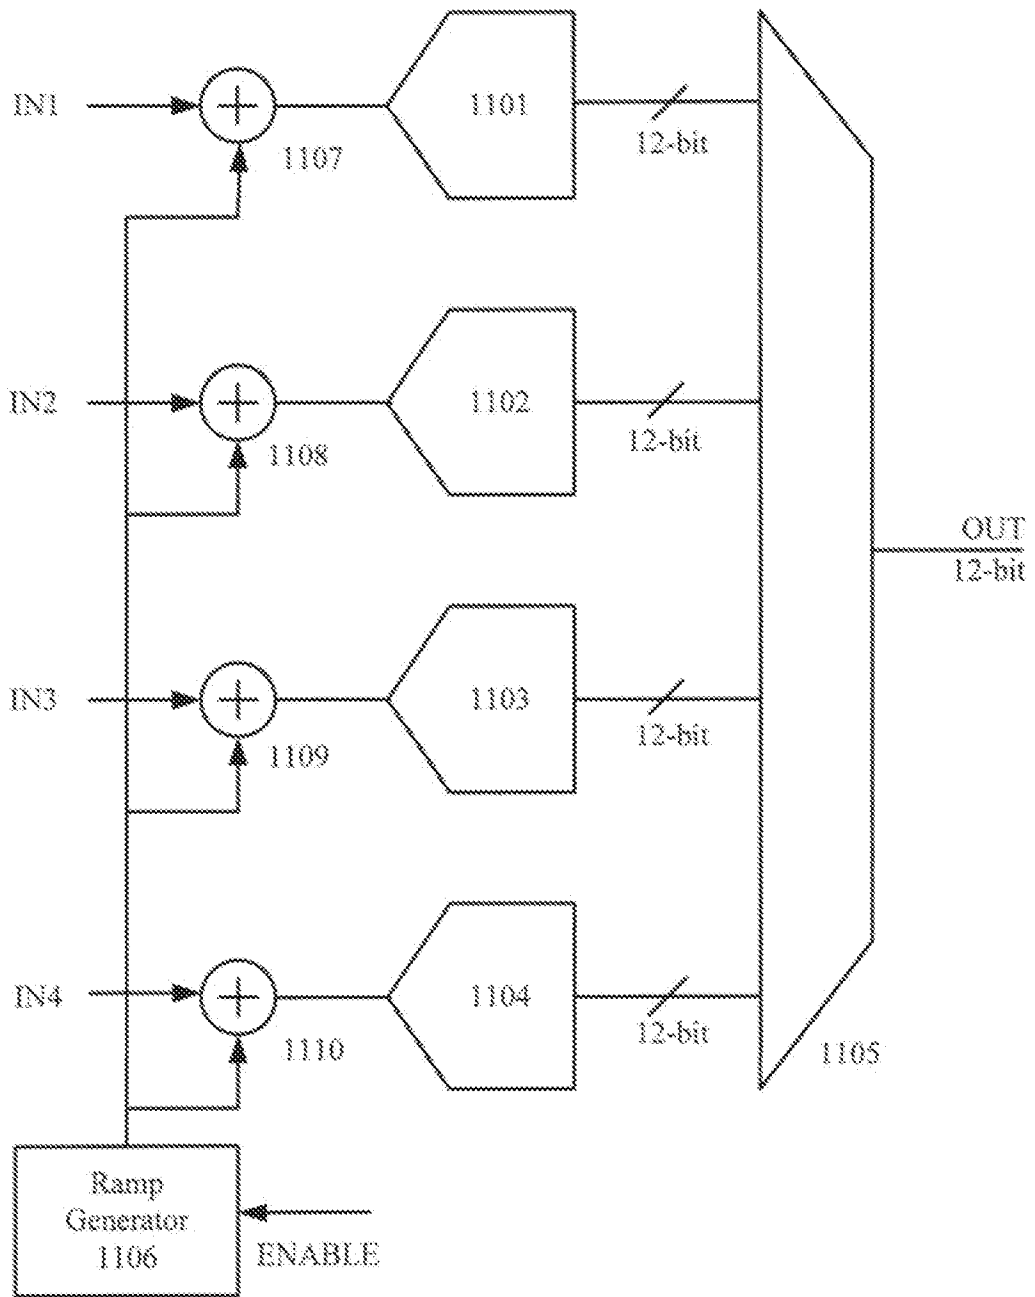 IN1
1107
1101
12-bit
IN2
1108
1102
12-bit
OUT
12-bit
IN3
1109
1103
12-bit
IN4
1110
1104
12-bit
1105
Ramp
Generator
1106
ENABLE